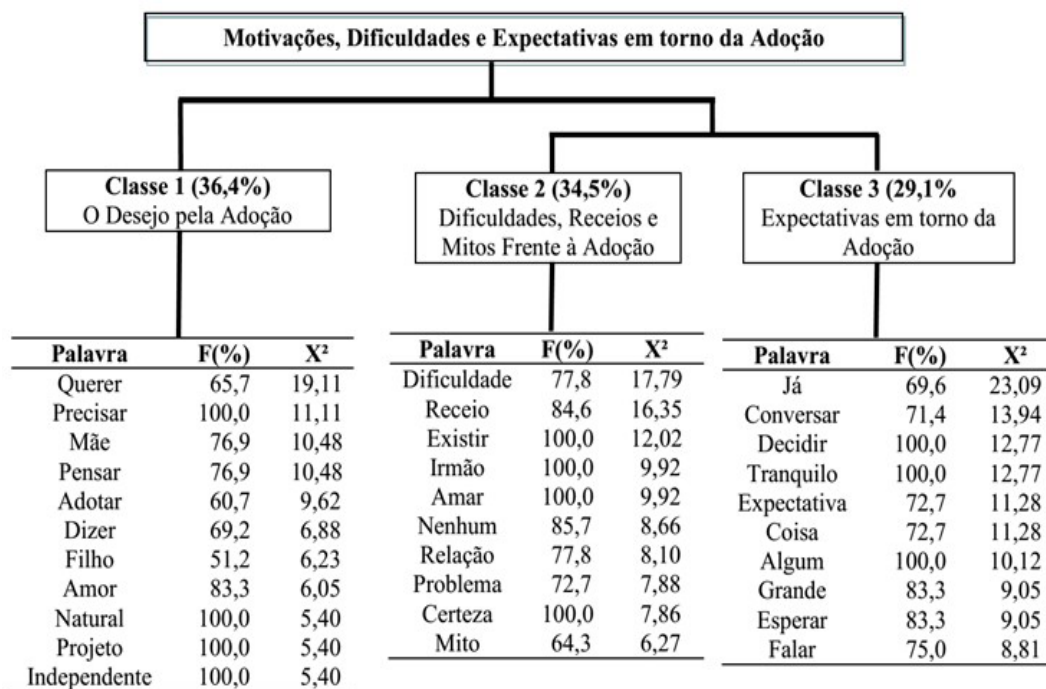 Motivações, Dificuldades e Expectativas em torno da Adoção
Classe 1 (36,4%)
O Desejo pela Adoção
Palavra F(%) X²
Querer 65,7 19,11
Precisar 100,0 11,11
Mãe 76,9 10,48
Pensar 76,9 10,48
Adotar 60,7 9,62
Dizer 69,2 6,88
Filho 51,2 6,23
Amor 83,3 6,05
Natural 100,0 5,40
Projeto 100,0 5,40
Independente 100,0 5,40
Classe 2 (34,5%)
Dificuldades, Receios e
Mitos Frente à Adoção
Palavra F(%) X²
Dificuldade 77,8 17,79
Receio 84,6 16,35
Existir 100,0 12,02
Irmão 100,0 9,92
Amar 100,0 9,92
Nenhum 85,7 8,66
Relação 77,8 8,10
Problema 72,7 7,88
Certeza 100,0 7,86
Mito 64,3 6,27
Classe 3 (29,1%
Expectativas em torno da
Adoção
Palavra F(%) X²
Já 69,6 23,09
Conversar 71,4 13,94
Decidir 100,0 12,77
Tranquilo 100,0 12,77
Expectativa 72,7 11,28
Coisa 72,7 11,28
Algum 100,0 10,12
Grande 83,3 9,05
Esperar 83,3 9,05
Falar 75,0 8,81